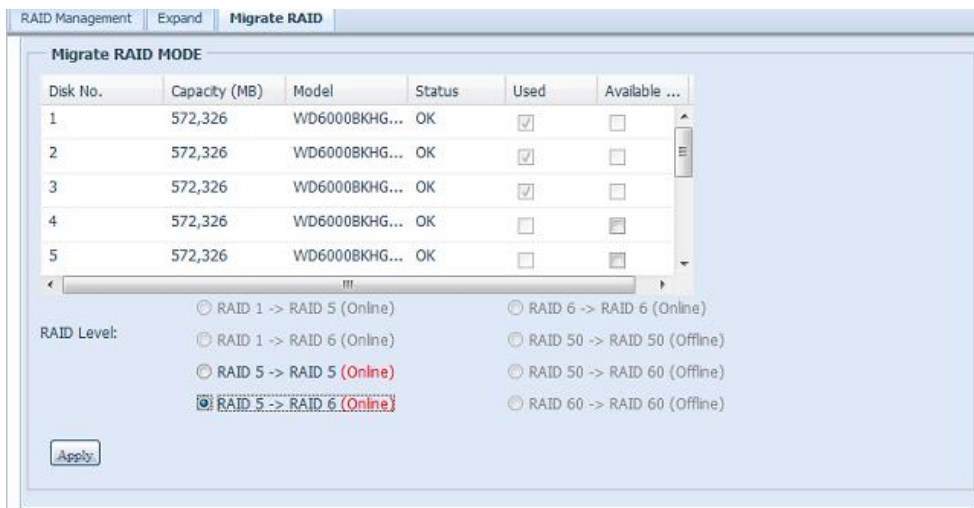 RAID Management Expand Migrate RAID
Migrate RAID MODE
Disk No. Capacity (MB) Model Status Used Available ...
1 572,326 WD6000BKHG... OK
2 572,326 WD6000BKHG... OK
3 572,326 WD6000BKHG... OK
4 572,326 WD6000BKHG... OK
5 572,326 WD6000BKHG... OK
RAID Level:
RAID 1 -> RAID 5 (Online) RAID 6 -> RAID 6 (Online)
RAID 1 -> RAID 6 (Online) RAID 50 -> RAID 50 (Offline)
RAID 5 -> RAID 5 (Online) RAID 50 -> RAID 60 (Offline)
RAID 5 -> RAID 6 (Online) RAID 60 -> RAID 60 (Offline)
Apply